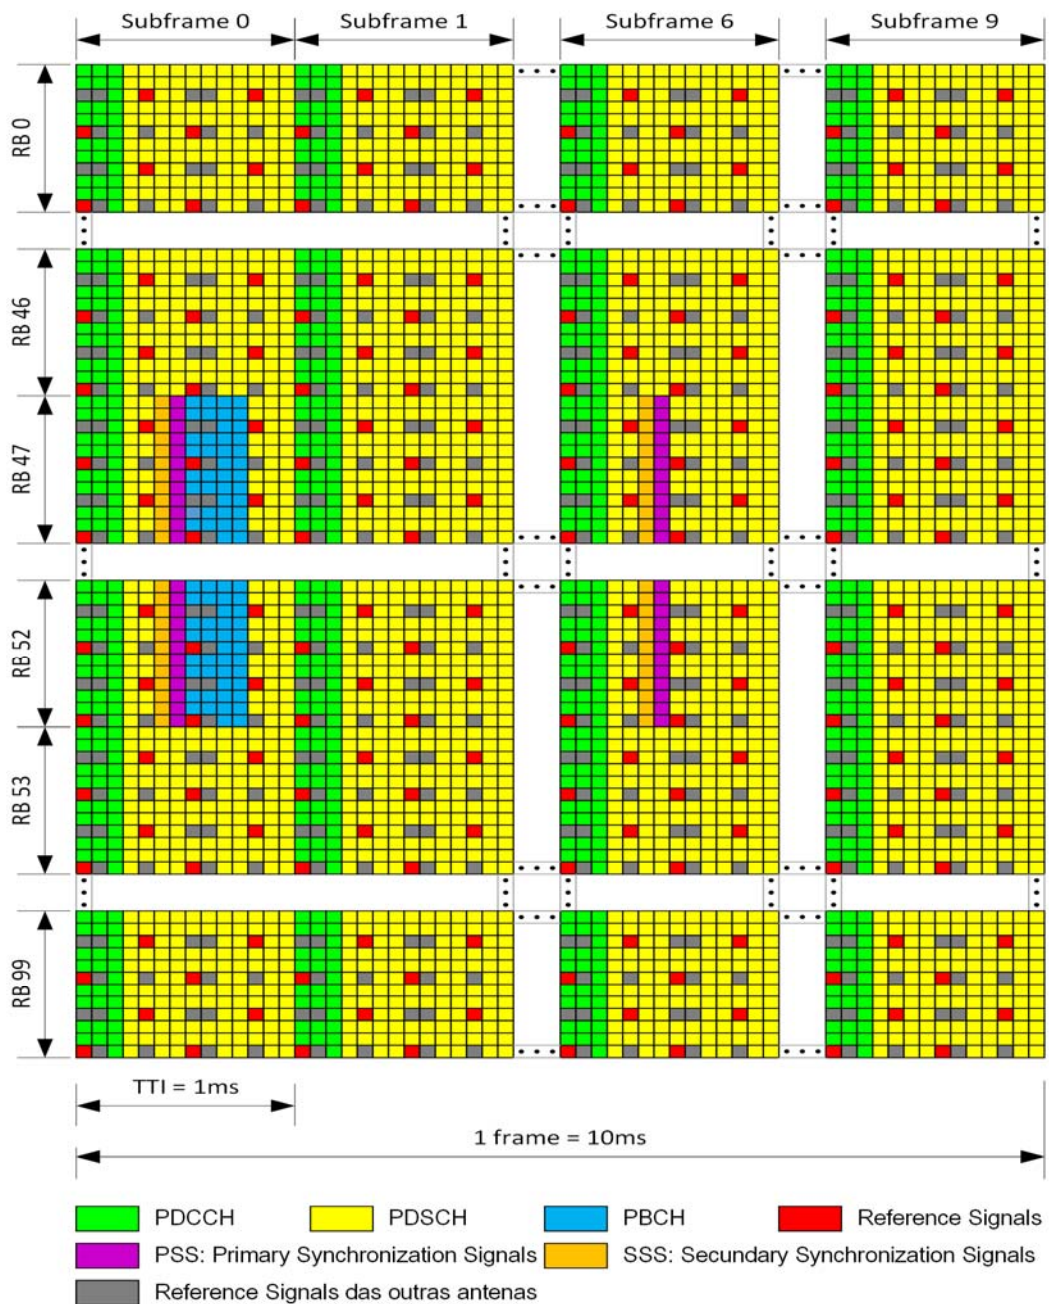 Subframe 0 Subframe 1 Subframe 6 Subframe 9
RB 0
RB 46
RB 47
RB 52
RB 53
RB 99
TTI = 1ms
1 frame = 10ms
PDCCH PDSCH PBCH Reference Signals
PSS: Primary Synchronization Signals SSS: Secundary Synchronization Signals
Reference Signals das outras antenas